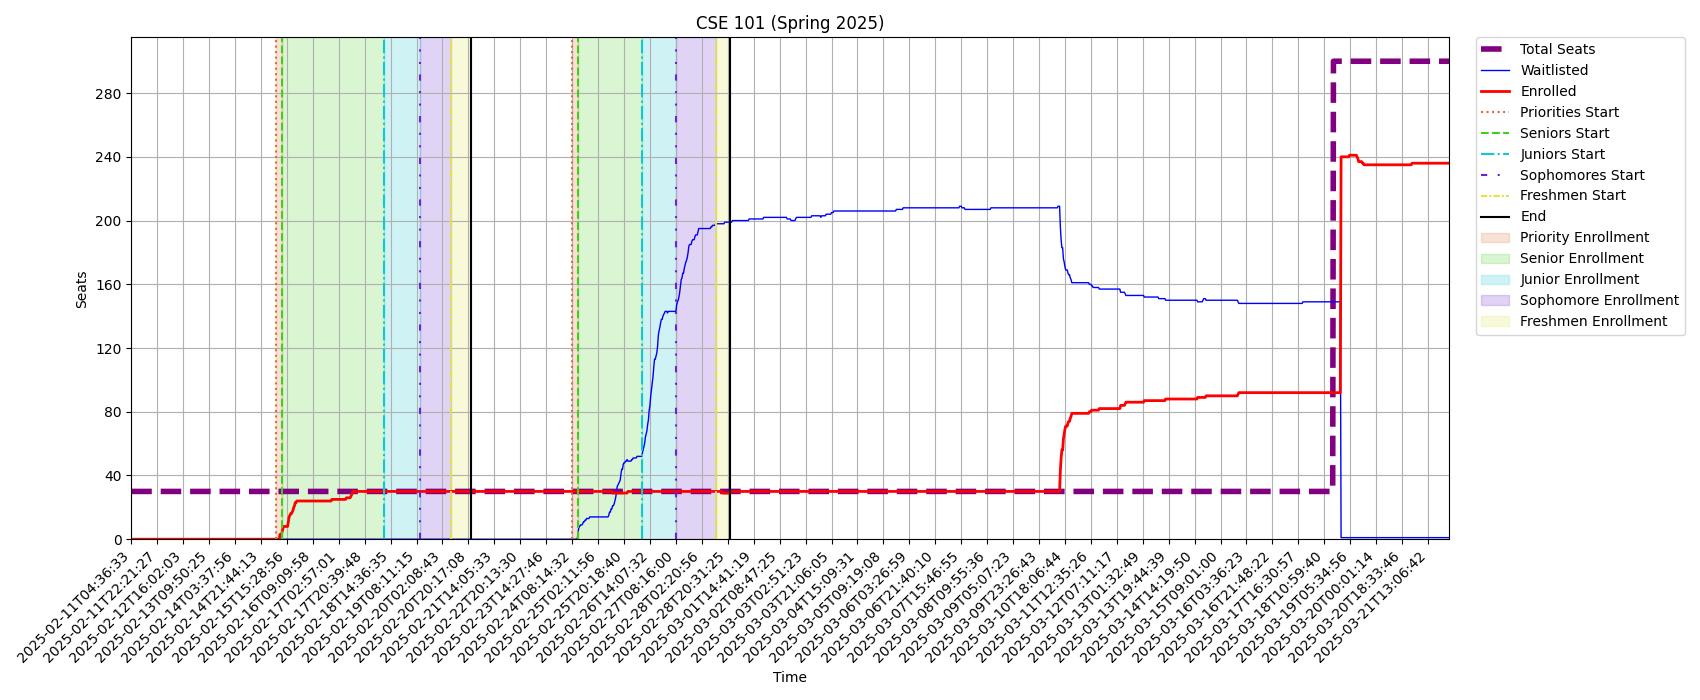 CSE 101 (Spring 2025)
Total Seats
Waitlisted
Enrolled
Priorities Start
Seniors Start
Juniors Start
Sophomores Start
Freshmen Start
End
Priority Enrollment
Senior Enrollment
Junior Enrollment
Sophomore Enrollment
Freshmen Enrollment
Seats
280
240
200
160
120
80
40
0
2025-02-11T04:36:33
2025-02-11T22:21:27
2025-02-12T16:02:03
2025-02-13T09:50:25
2025-02-14T03:37:56
2025-02-14T21:44:13
2025-02-15T15:28:56
2025-02-16T09:09:58
2025-02-17T02:57:01
2025-02-17T20:39:48
2025-02-18T14:36:35
2025-02-19T08:11:15
2025-02-20T02:08:43
2025-02-20T20:17:08
2025-02-21T14:05:33
2025-02-22T20:13:30
2025-02-23T14:27:46
2025-02-24T08:14:32
2025-02-25T02:11:56
2025-02-25T20:18:40
2025-02-26T14:07:32
2025-02-27T08:16:00
2025-02-28T02:20:56
2025-02-28T20:31:25
2025-03-01T14:41:19
2025-03-02T08:47:25
2025-03-03T02:51:23
2025-03-03T21:06:05
2025-03-04T15:09:31
2025-03-05T09:19:08
2025-03-06T03:26:59
2025-03-06T21:40:10
2025-03-07T15:46:55
2025-03-08T09:55:36
2025-03-09T05:07:23
2025-03-09T23:26:43
2025-03-10T18:06:44
2025-03-11T12:35:26
2025-03-12T07:11:17
2025-03-13T01:32:49
2025-03-13T19:44:39
2025-03-14T14:19:50
2025-03-15T09:01:00
2025-03-16T03:36:23
2025-03-16T21:48:22
2025-03-17T16:30:57
2025-03-18T10:59:40
2025-03-19T05:34:56
2025-03-20T00:01:14
2025-03-20T18:33:46
2025-03-21T13:06:42
Time